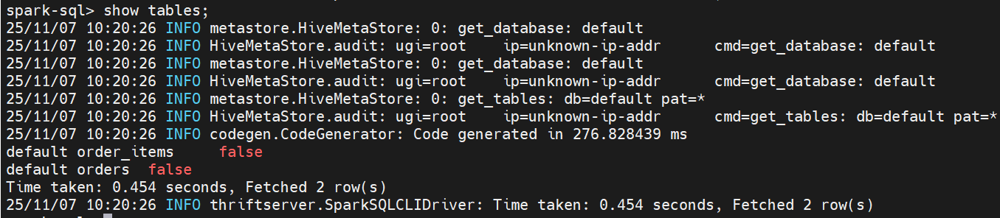 spark-sql> show tables;
25/11/07 10:20:26 INFO metastore.HiveMetaStore: 0: get_database: default
25/11/07 10:20:26 INFO HiveMetaStore.audit: ugi=root    ip=unknown-ip-addr      cmd=get_database: default
25/11/07 10:20:26 INFO metastore.HiveMetaStore: 0: get_database: default
25/11/07 10:20:26 INFO HiveMetaStore.audit: ugi=root    ip=unknown-ip-addr      cmd=get_database: default
25/11/07 10:20:26 INFO metastore.HiveMetaStore: 0: get_tables: db=default pat=*
25/11/07 10:20:26 INFO HiveMetaStore.audit: ugi=root    ip=unknown-ip-addr      cmd=get_tables: db=default pat=*
25/11/07 10:20:26 INFO codegen.CodeGenerator: Code generated in 276.828439 ms
default order_items     false
default orders  false
Time taken: 0.454 seconds, Fetched 2 row(s)
25/11/07 10:20:26 INFO thriftserver.SparkSQLCLIDriver: Time taken: 0.454 seconds, Fetched 2 row(s)